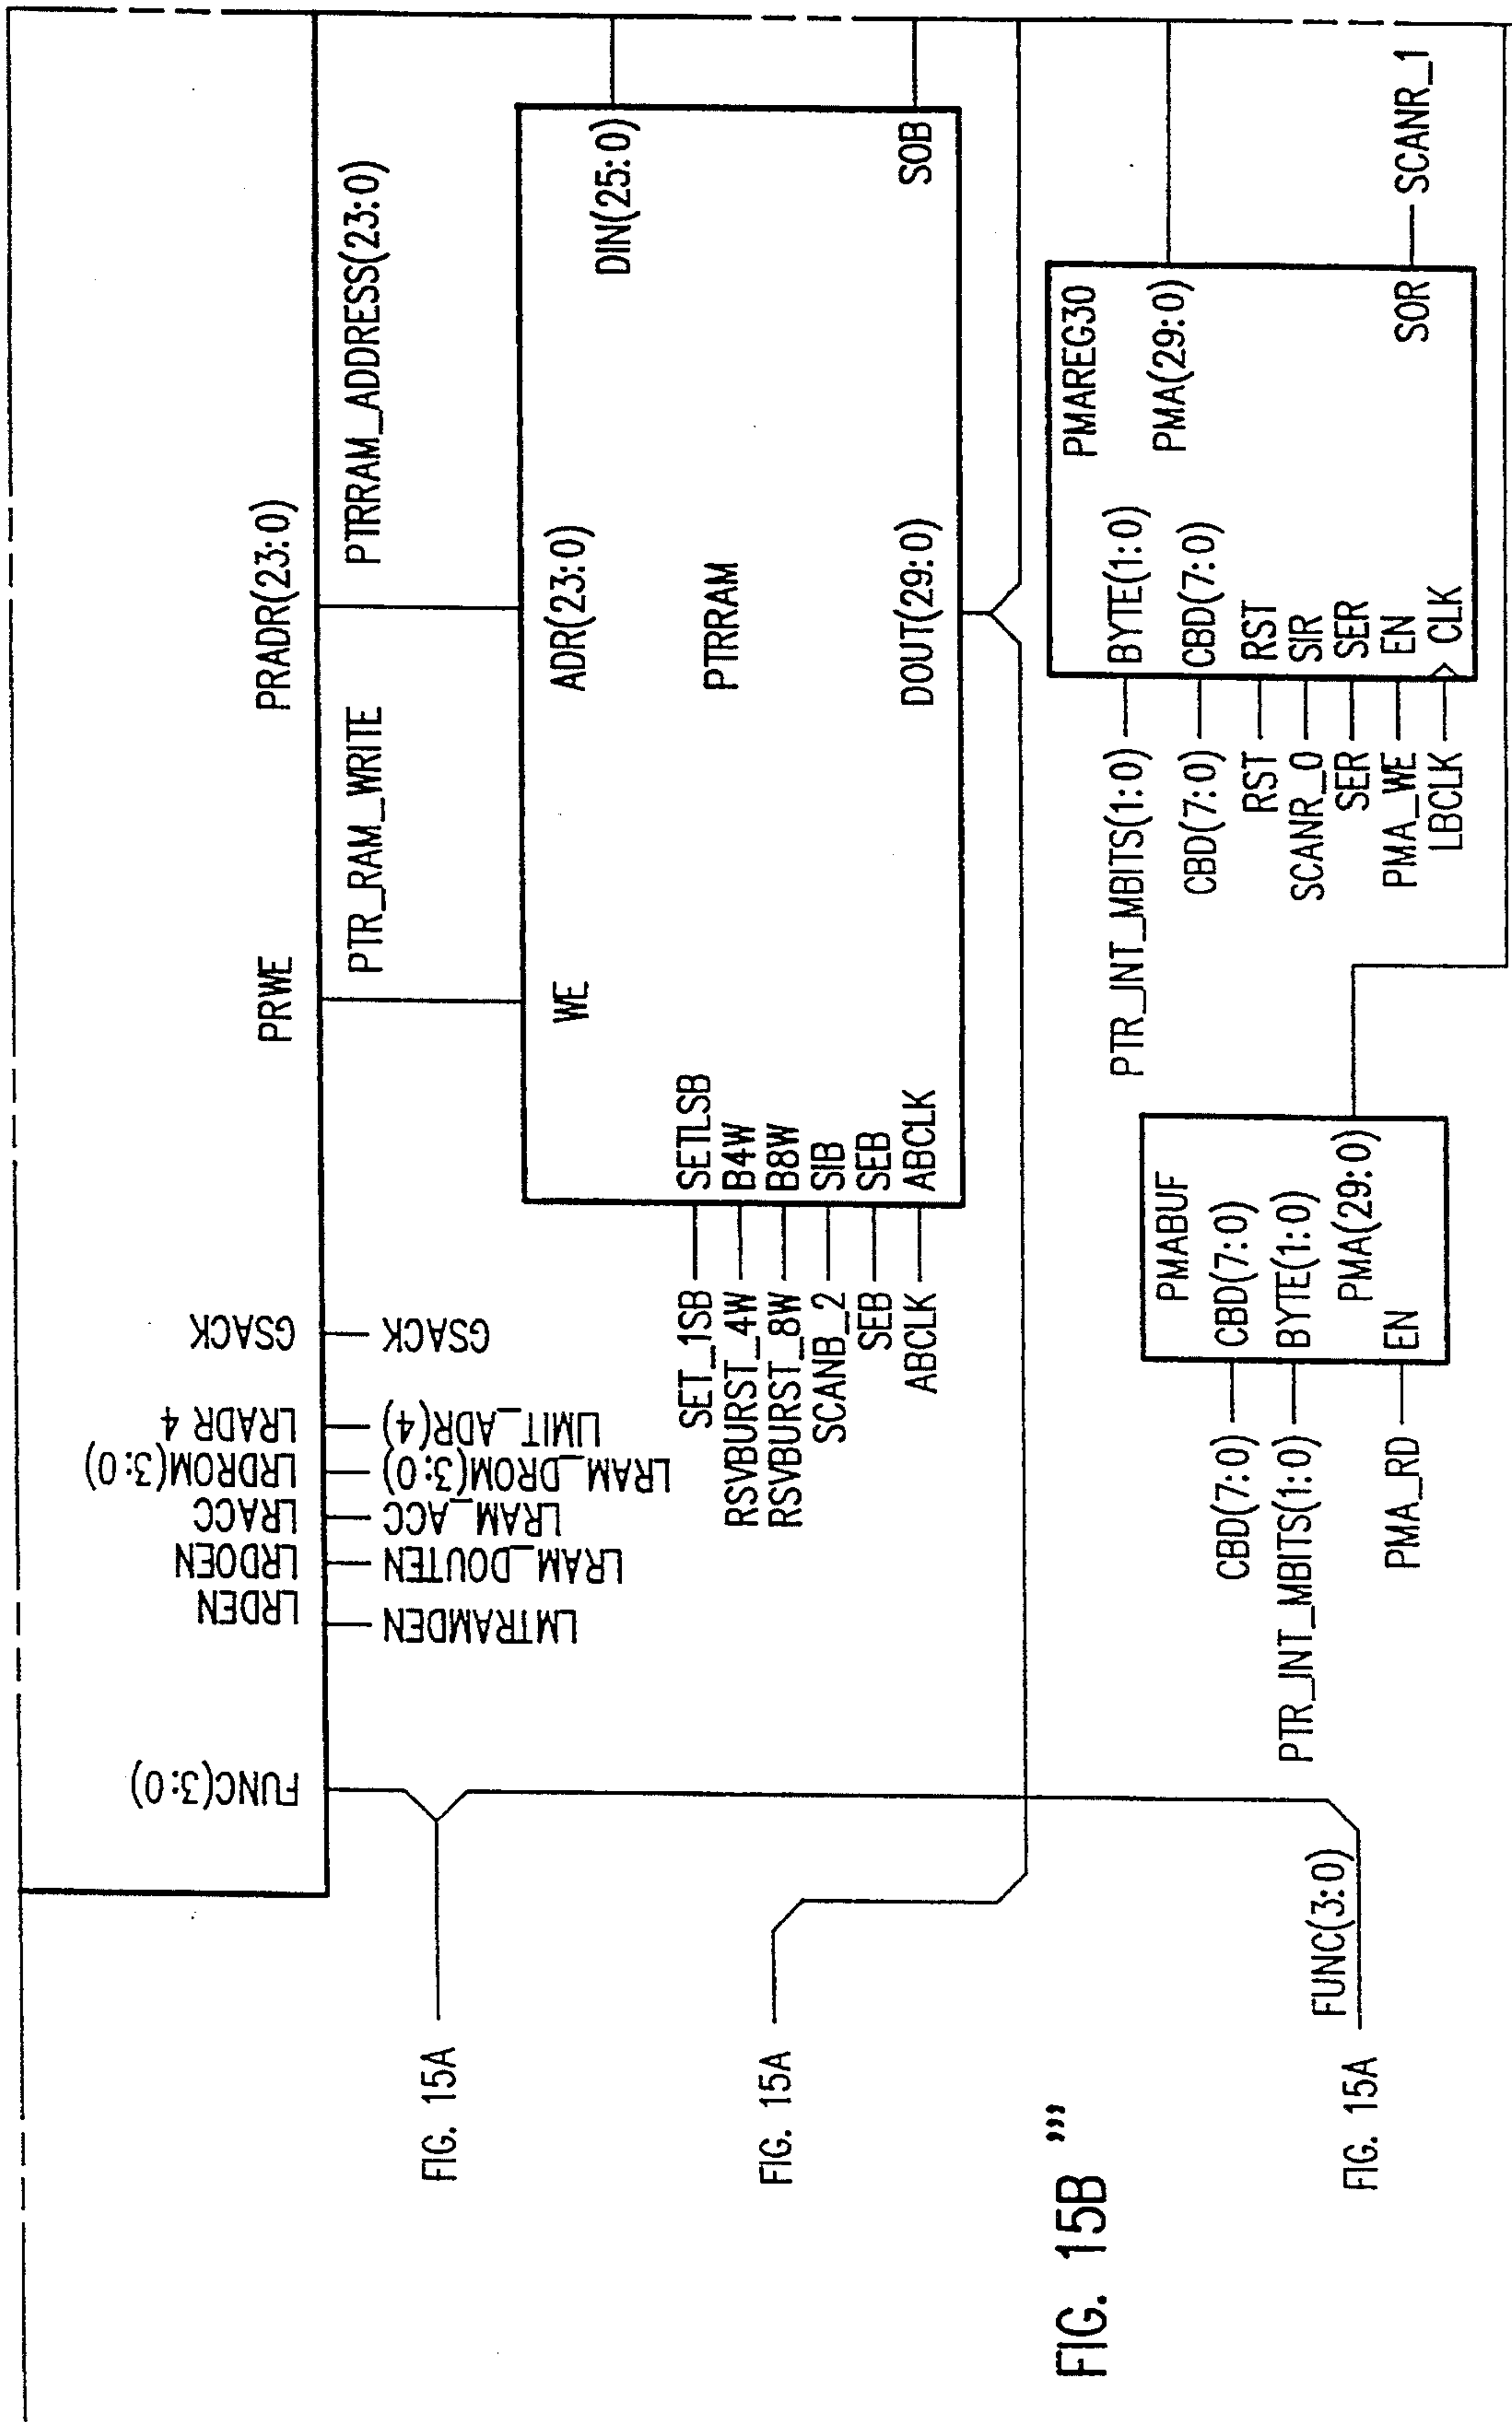 FUNC(3:0)
LRDEN
LRDOEN
LRACC
LRDROM(3:0)
LRADR 4
GSACK
PRWE
PRADR(23:0)
LMTRAMDEN
LRAM_DOUTEN
LRAM_ACC
LRAM_DROM(3:0)
LIMIT_ADR(4)
GSACK
PTR_RAM_WRITE
PTRRAM_ADDRESS(23:0)
FIG. 15A
WE
ADR(23:0)
DIN(25:0)
PTRRAM
SET_1SB
SETLSB
RSVBURST_4W
B4W
RSVBURST_8W
B8W
SCANB_2
SIB
SEB
SEB
ABCLK
ABCLK
DOUT(29:0)
SOB
FIG. 15A
FIG. 15B '''
PMABUF
CBD(7:0)
CBD(7:0)
PTR_INT_MBITS(1:0)
BYTE(1:0)
PMA(29:0)
PMA_RD
EN
PMAREG30
PTR_INT_MBITS(1:0)
BYTE(1:0)
PMA(29:0)
CBD(7:0)
CBD(7:0)
RST
RST
SCANR_0
SIR
SER
SER
PMA_WE
EN
LBCLK
CLK
SOR
SCANR_1
FUNC(3:0)
FIG. 15A